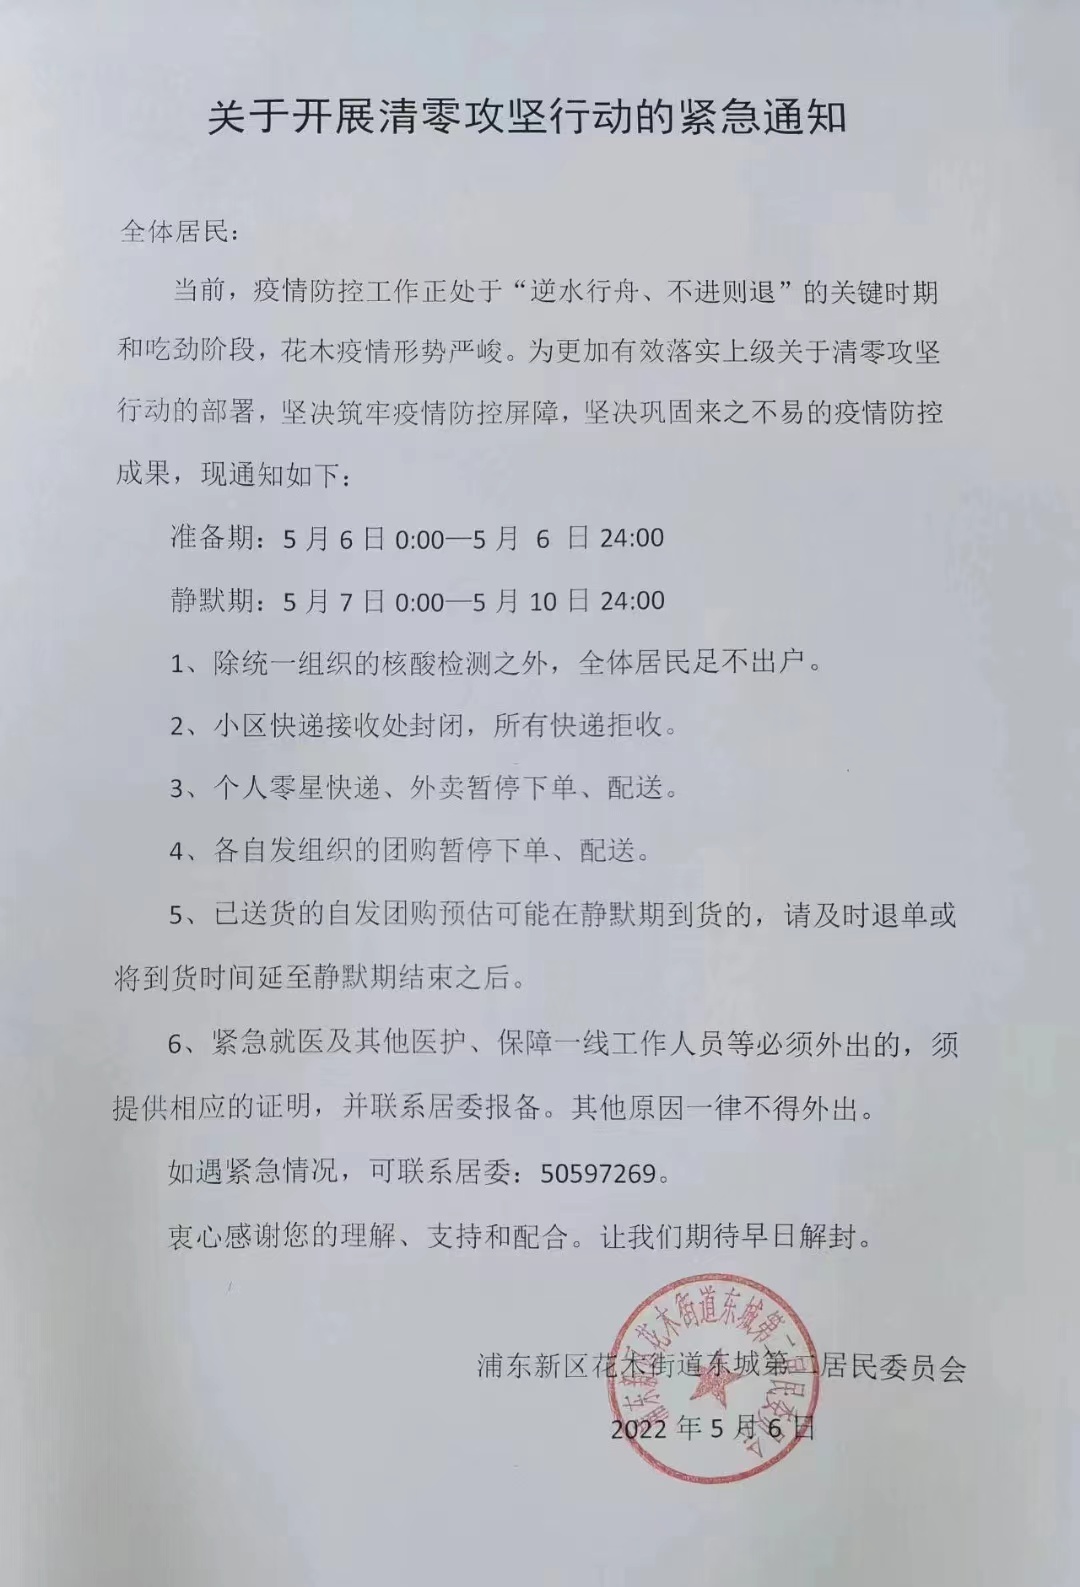 关于开展清零攻坚行动的紧急通知
全体居民：
当前，疫情防控工作正处于“逆水行舟、不进则退”的关键时期
和吃劲阶段，花木疫情形势严峻。为更加有效落实上级关于清零攻坚
行动的部署，坚决筑牢疫情防控屏障，坚决巩固来之不易的疫情防控
成果，现通知如下：
准备期：5 月 6 日 0:00—5 月 6 日 24:00
静默期：5 月 7 日 0:00—5 月 10 日 24:00
1、除统一组织的核酸检测之外，全体居民足不出户。
2、小区快递接收处封闭，所有快递拒收。
3、个人零星快递、外卖暂停下单、配送。
4、各自发组织的团购暂停下单、配送。
5、已送货的自发团购预估可能在静默期到货的，请及时退单或
将到货时间延至静默期结束之后。
6、紧急就医及其他医护、保障一线工作人员等必须外出的，须
提供相应的证明，并联系居委报备。其他原因一律不得外出。
如遇紧急情况，可联系居委：50597269。
衷心感谢您的理解、支持和配合。让我们期待早日解封。
浦东新区花木街道东城第二居民委员会
2022 年 5 月 6 日
浦东新区花木街道东城第二居民委员会